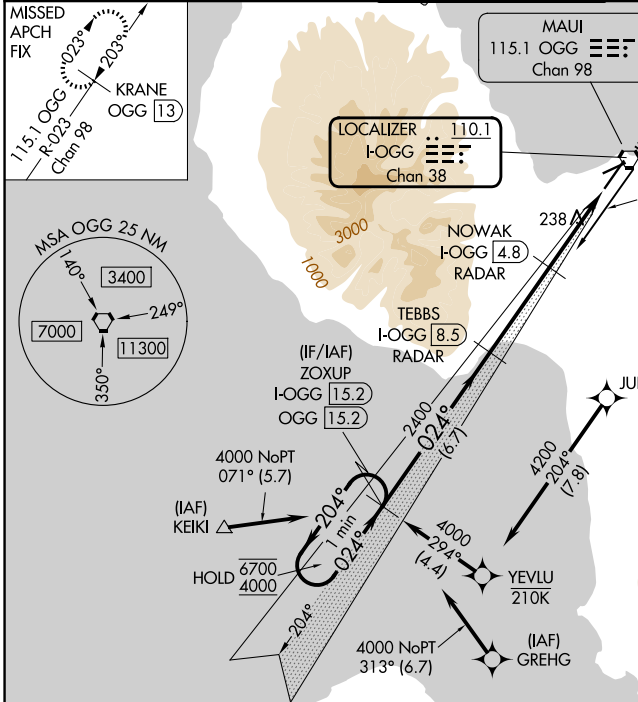 MISSED
APCH
FIX
023°
203°
KRANE
OGG 13
115.1 OGG
R-023
Chan 98
MAUI
115.1 OGG
Chan 98
LOCALIZER 110.1
I-OGG
Chan 38
3000
1000
238
NOWAK
I-OGG 4.8
RADAR
TEBBS
I-OGG 8.5
RADAR
MSA OGG 25 NM
140°
3400
249°
7000
11300
350°
(IF/IAF)
ZOXUP
I-OGG 15.2
OGG 15.2
2400
024°
(6.7)
JU
4200
204°
(7.8)
4000 NoPT
071° (5.7)
(IAF)
KEIKI
204°
1 min
024°
HOLD 6700
4000
204°
4000
294°
(4.4)
YEVLU
210K
4000 NoPT
313° (6.7)
(IAF)
GREHG